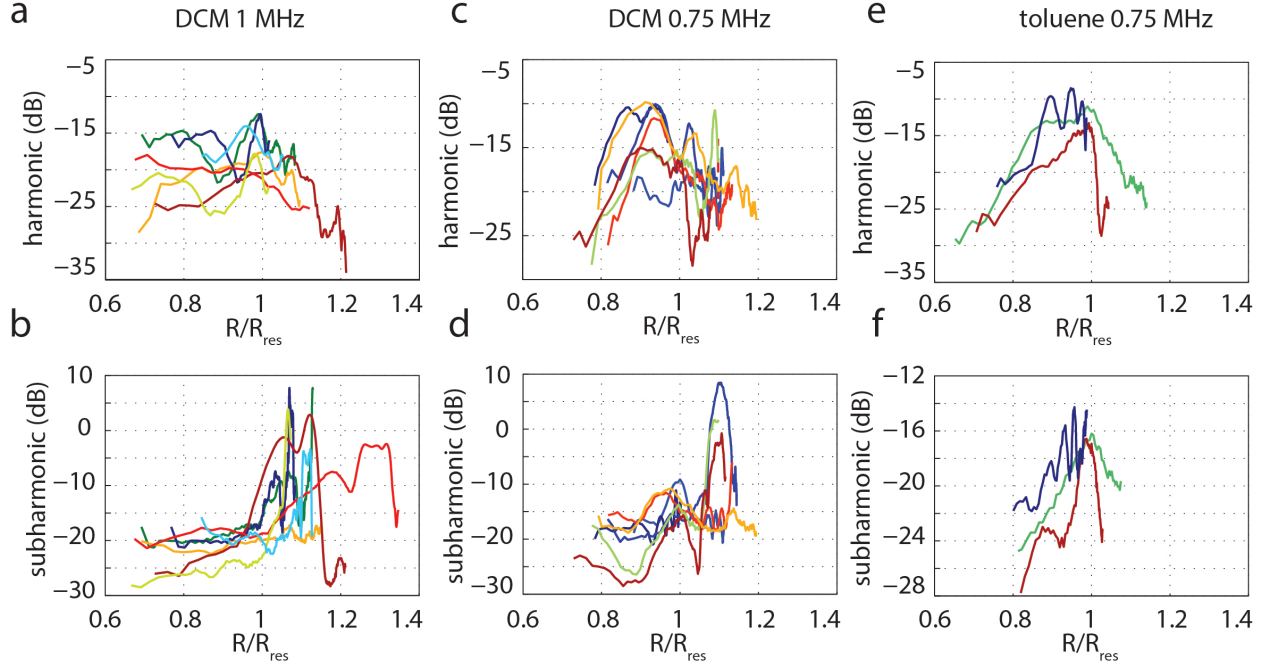 a
DCM 1 MHz
harmonic (dB)
−5
−15
−25
−35
0.6 0.8 1 1.2 1.4
R/Rres
c
DCM 0.75 MHz
harmonic (dB)
−5
−15
−25
0.6 0.8 1 1.2 1.4
R/Rres
e
toluene 0.75 MHz
harmonic (dB)
−5
−15
−25
−35
0.6 0.8 1 1.2 1.4
R/Rres
b
subharmonic (dB)
10
0
−10
−20
−30
0.6 0.8 1 1.2 1.4
R/Rres
d
subharmonic (dB)
10
0
−10
−20
−30
0.6 0.8 1 1.2 1.4
R/Rres
f
subharmonic (dB)
−12
−16
−20
−24
−28
0.6 0.8 1 1.2 1.4
R/Rres